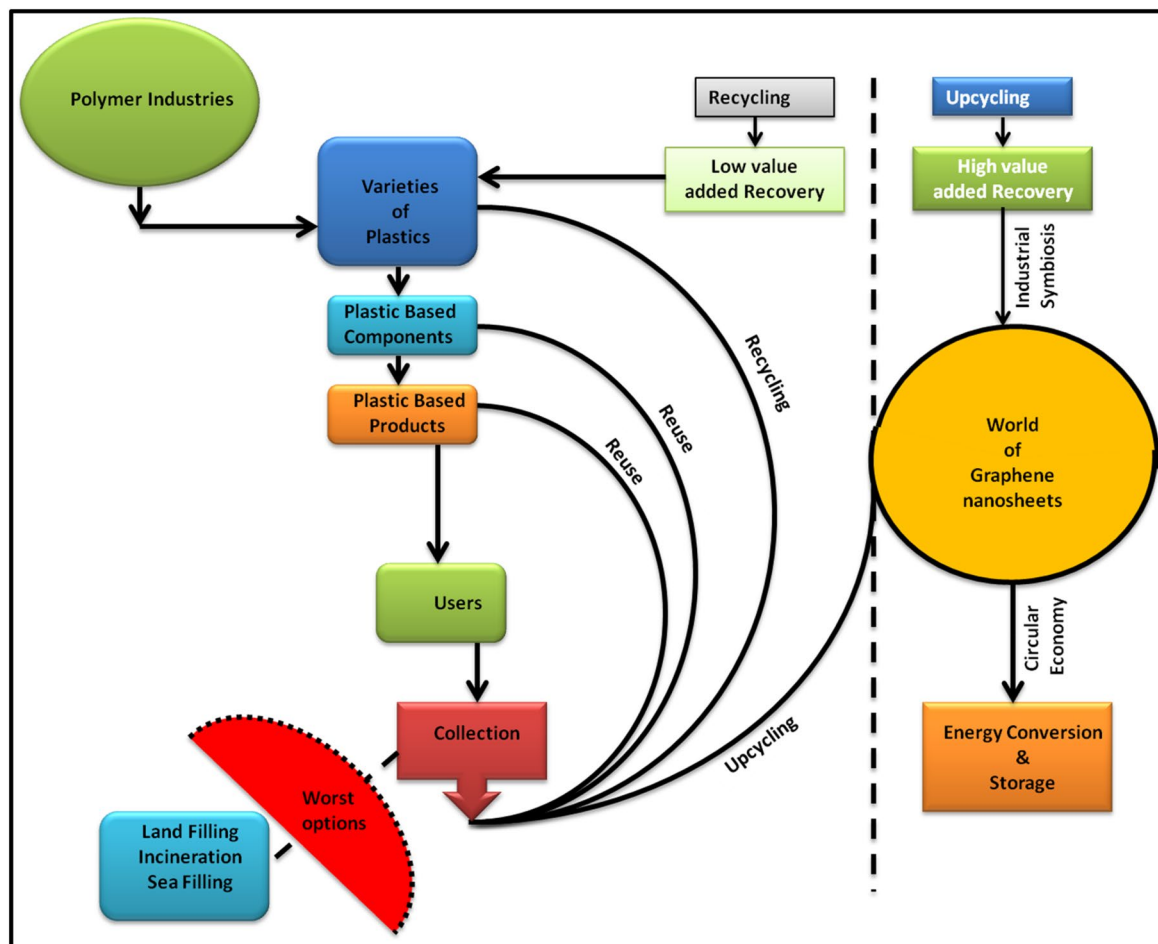 Polymer Industries
Recycling
Upcycling
Low value
added Recovery
High value
added Recovery
Varieties
of
Plastics
Industrial
Symbiosis
Plastic Based
Components
Plastic Based
Products
Recycling
Reuse
Reuse
World
of
Graphene
nanosheets
Users
Circular
Economy
Collection
Upcycling
Energy Conversion
&
Storage
Worst
options
Land Filling
Incineration
Sea Filling